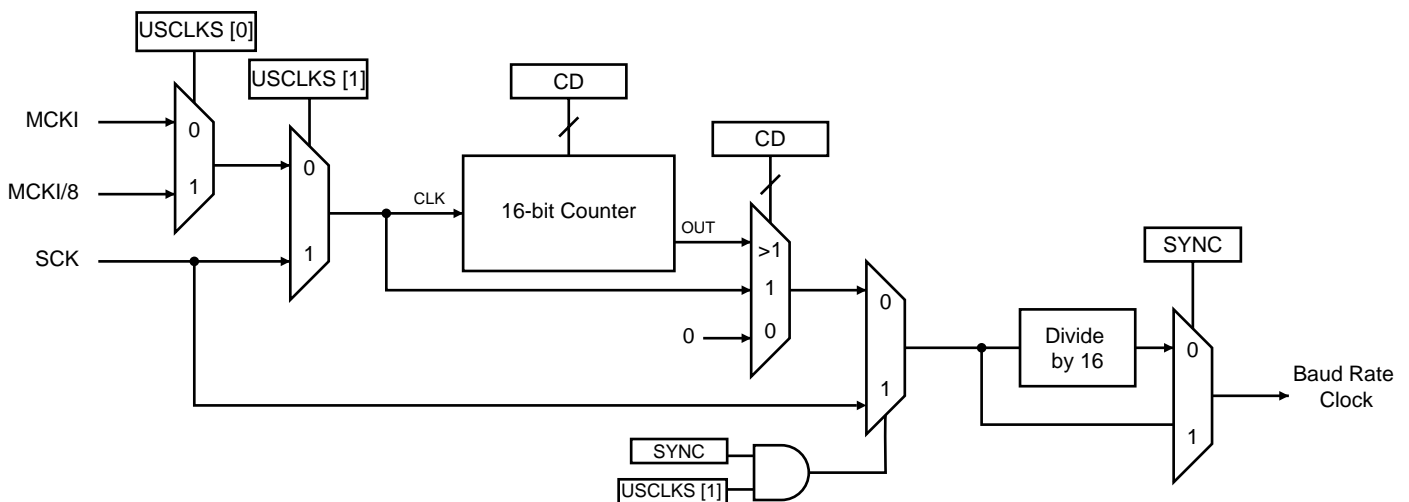 USCLKS [0]
USCLKS [1]
CD
CD
MCKI
0
MCKI/8
1
0
SCK
1
CLK
16-bit Counter
OUT
>1
1
0
0
SYNC
0
1
Divide
by 16
0
1
Baud Rate
Clock
SYNC
USCLKS [1]